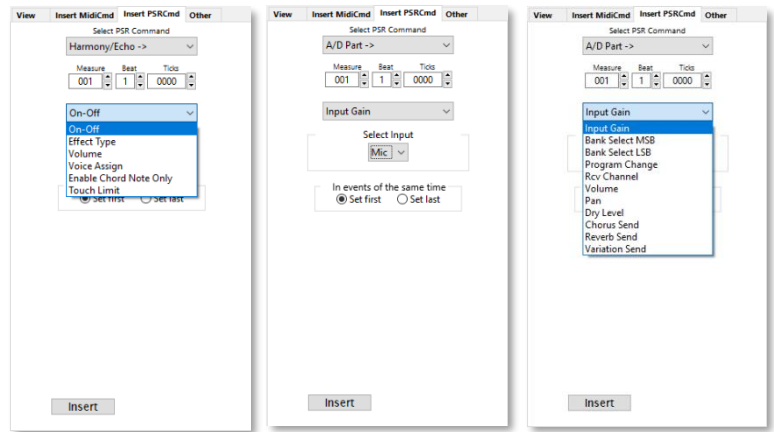 View Insert MidiCmd Insert PSRCmd Other
Select PSR Command
Harmony/Echo ->
Measure Beat Ticks
001 1 0000
On-Off
On-Off
Effect Type
Volume
Voice Assign
Enable Chord Note Only
Touch Limit
Set first Set last
Insert
View Insert MidiCmd Insert PSRCmd Other
Select PSR Command
A/D Part ->
Measure Beat Ticks
001 1 0000
Input Gain
Select Input
Mic
In events of the same time
Set first Set last
Insert
View Insert MidiCmd Insert PSRCmd Other
Select PSR Command
A/D Part ->
Measure Beat Ticks
001 1 0000
Input Gain
Input Gain
Bank Select MSB
Bank Select LSB
Program Change
Rcv Channel
Volume
Pan
Dry Level
Chorus Send
Reverb Send
Variation Send
Insert